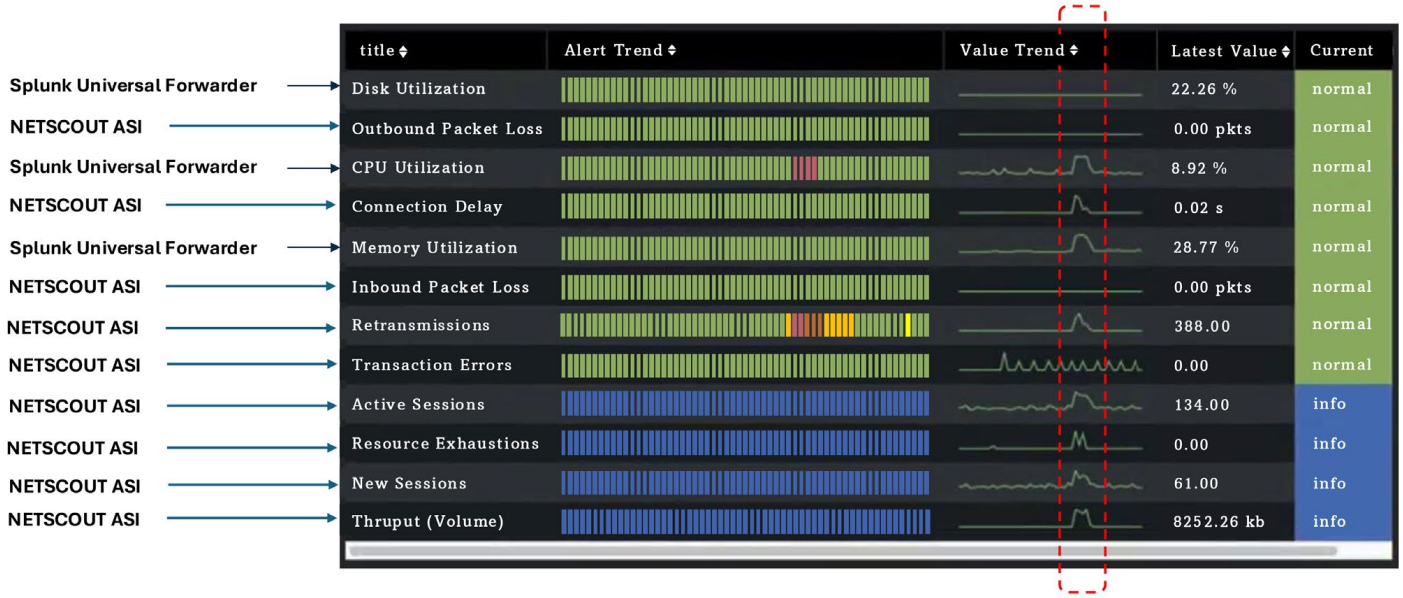 title Alert Trend Value Trend Latest Value Current
Splunk Universal Forwarder Disk Utilization 22.26 % normal
NETSCOUT ASI Outbound Packet Loss 0.00 pkts normal
Splunk Universal Forwarder CPU Utilization 8.92 % normal
NETSCOUT ASI Connection Delay 0.02 s normal
Splunk Universal Forwarder Memory Utilization 28.77 % normal
NETSCOUT ASI Inbound Packet Loss 0.00 pkts normal
NETSCOUT ASI Retransmissions 388.00 normal
NETSCOUT ASI Transaction Errors 0.00 normal
NETSCOUT ASI Active Sessions 134.00 info
NETSCOUT ASI Resource Exhaustions 0.00 info
NETSCOUT ASI New Sessions 61.00 info
NETSCOUT ASI Thruput (Volume) 8252.26 kb info